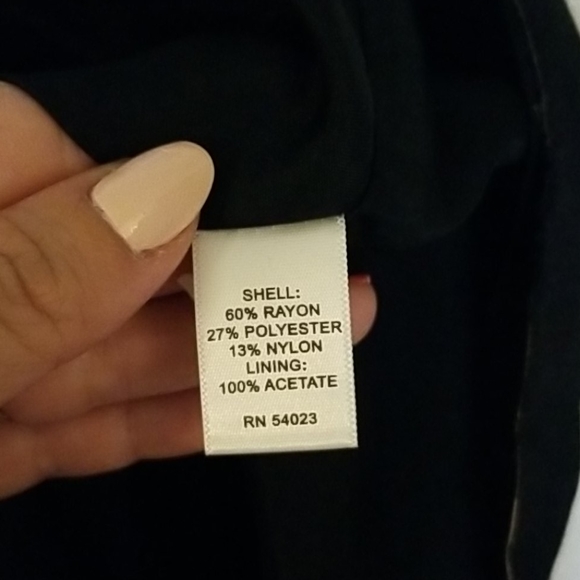 SHELL:
60% RAYON
27% POLYESTER
13% NYLON
LINING:
100% ACETATE
RN 54023